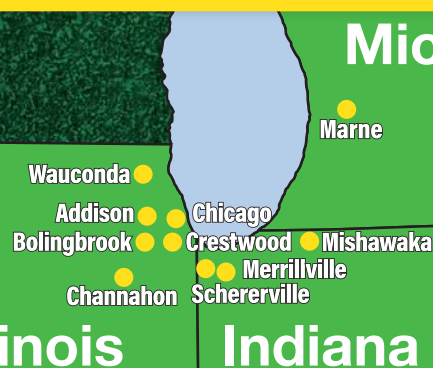 Mic
Marne
Wauconda
Addison
Chicago
Bolingbrook
Crestwood
Mishawaka
Merrillville
Channahon
Schererville
inois
Indiana